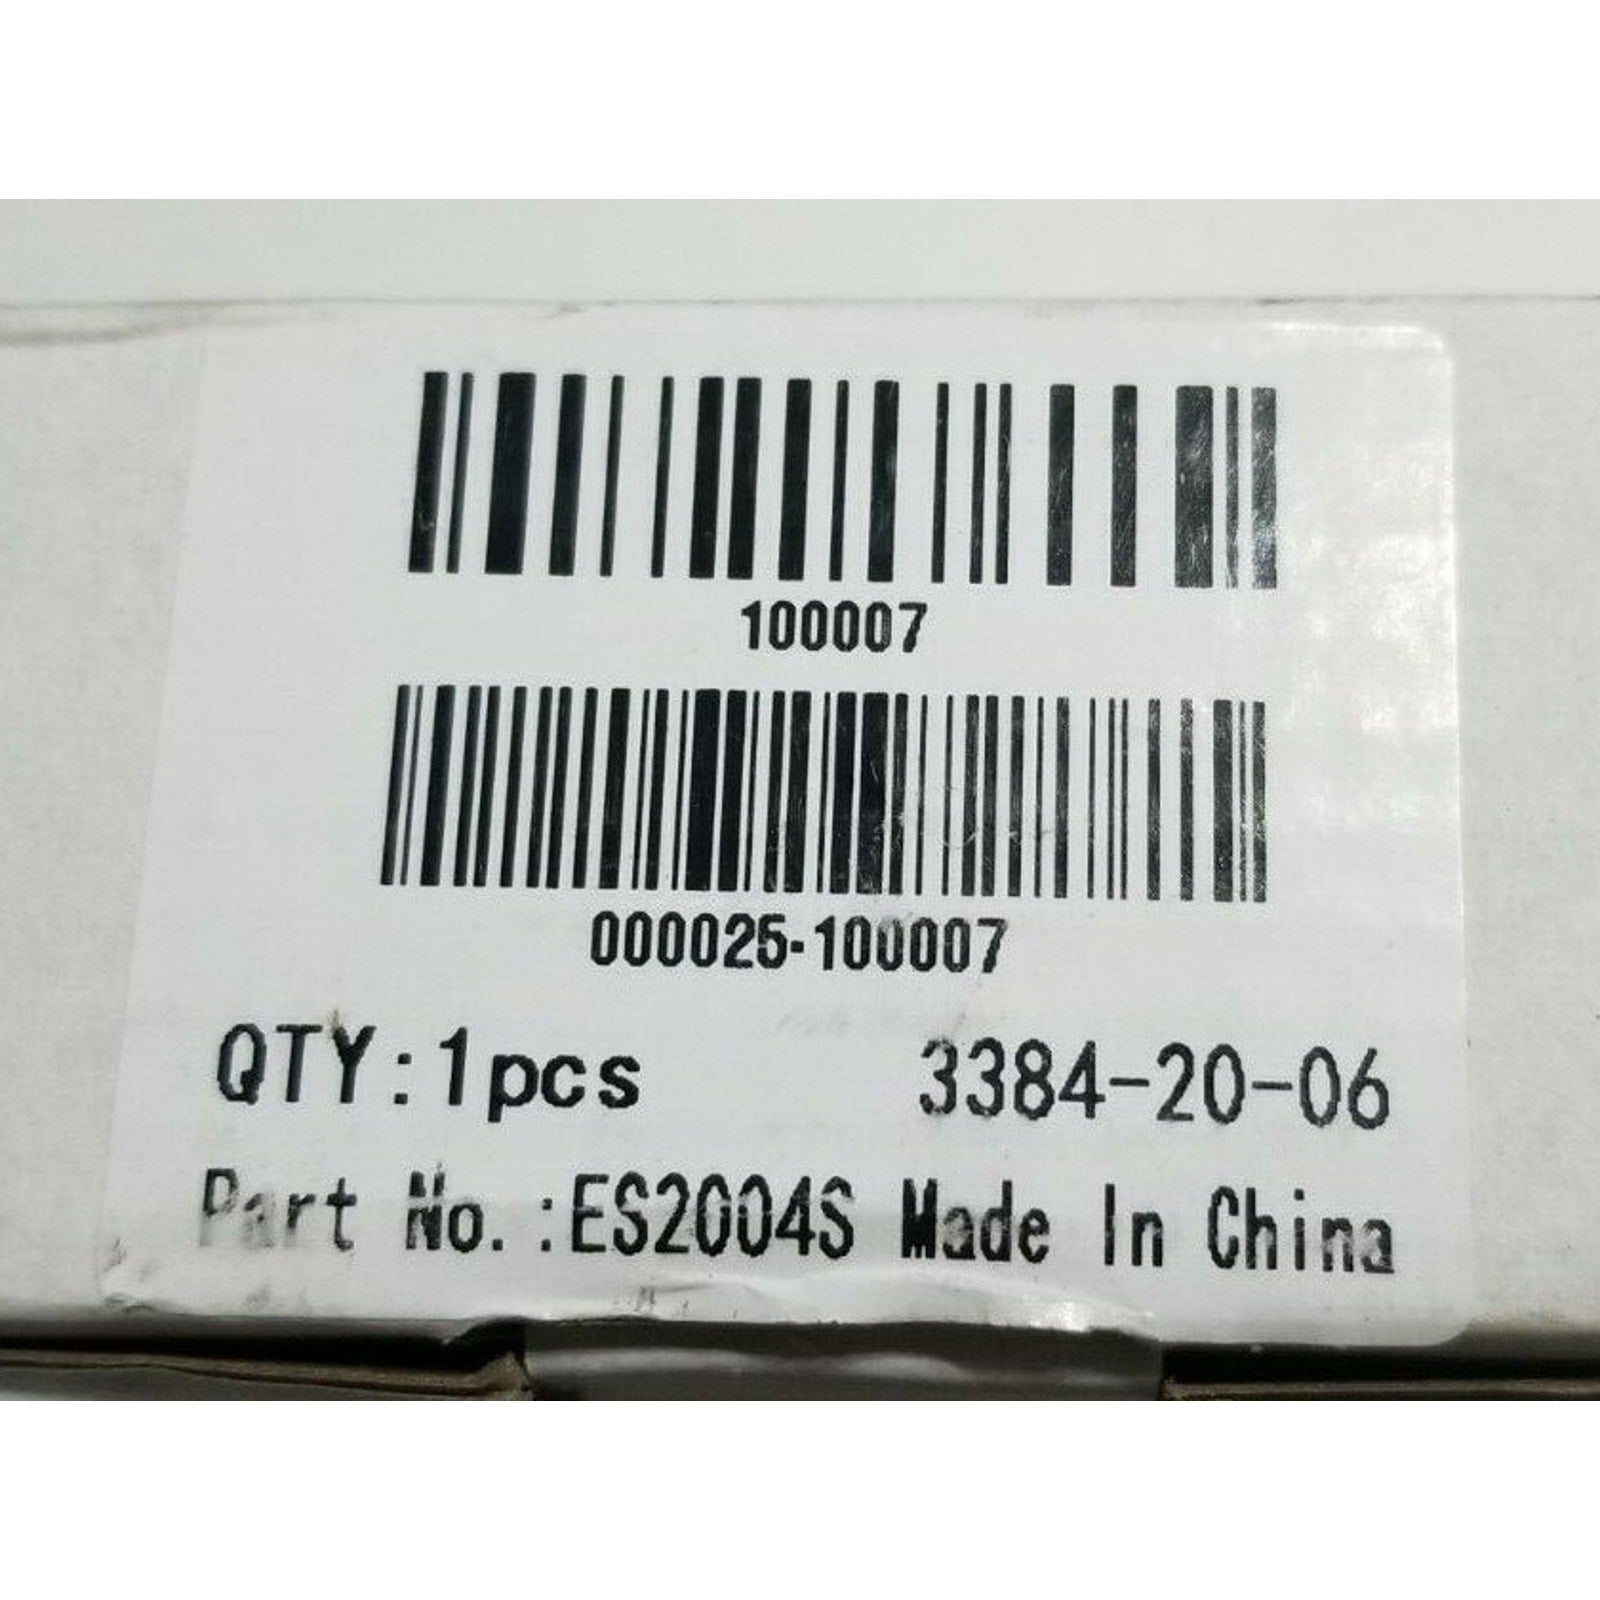 100007
000025-100007
QTY:1pcs 3384-20-06
Part No.:ES2004S Made In China